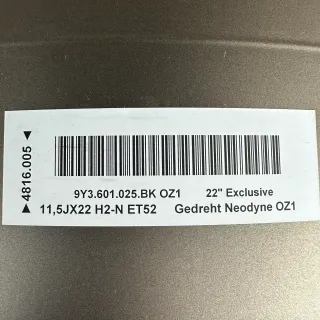 ▲ 4816.005 ◄
9Y3.601.025.BK OZ1 22" Exclusive
11,5JX22 H2-N ET52 Gedreht Neodyne OZ1